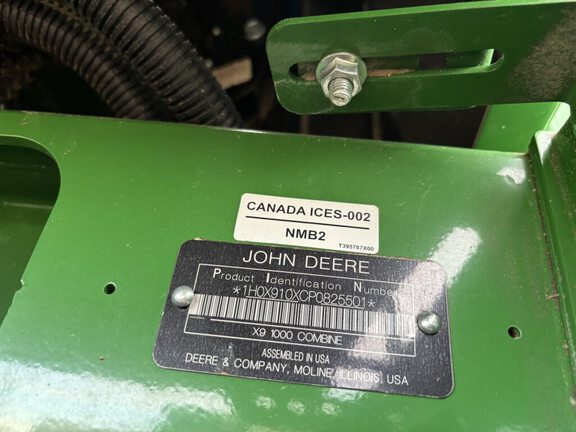 CANADA ICES-002
NMB2
T395787X00
JOHN DEERE
Product Identification Number
*1H0X910XCP0825501*
X9 1000 COMBINE
ASSEMBLED IN USA
DEERE & COMPANY, MOLINE, ILLINOIS, USA